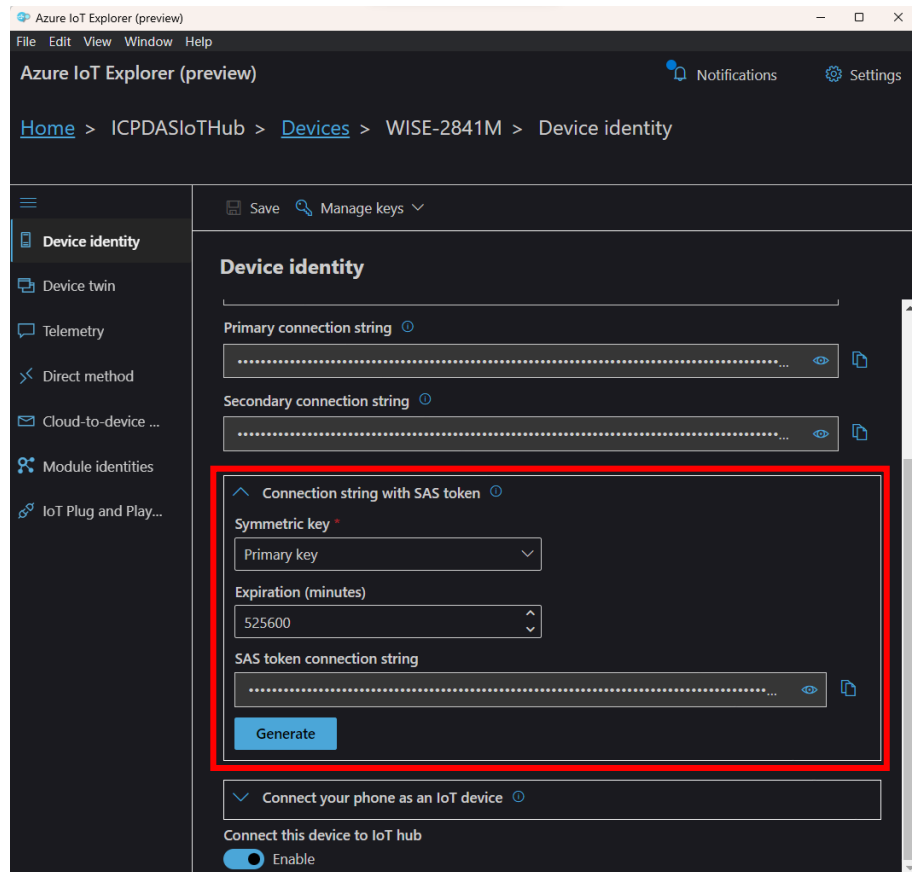 Azure IoT Explorer (preview)
File Edit View Window Help
Azure IoT Explorer (preview)
Notifications
Settings
Home > ICPDASIoTHub > Devices > WISE-2841M > Device identity
Save
Manage keys
Device identity
Device twin
Telemetry
Direct method
Cloud-to-device ...
Module identities
IoT Plug and Play...
Device identity
Primary connection string
Secondary connection string
Connection string with SAS token
Symmetric key *
Primary key
Expiration (minutes)
525600
SAS token connection string
Generate
Connect your phone as an IoT device
Connect this device to IoT hub
Enable